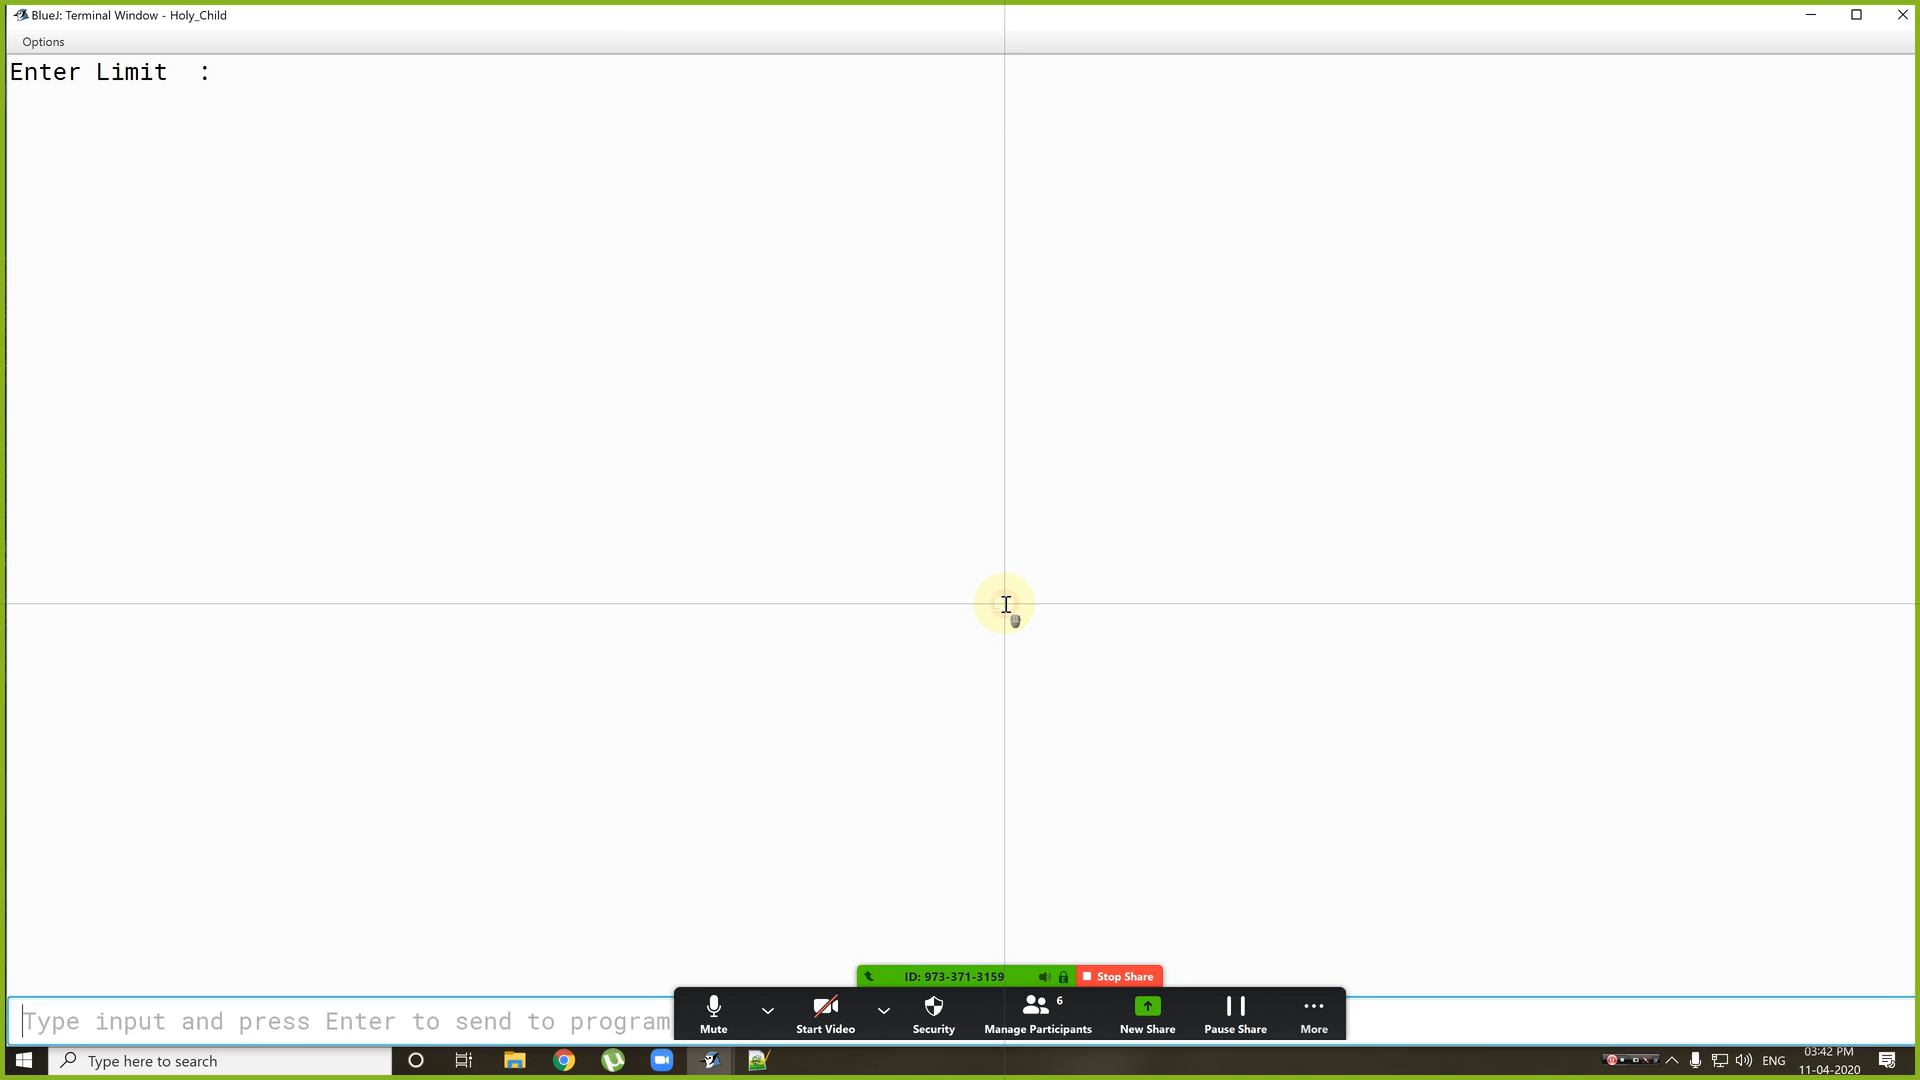 BlueJ: Terminal Window - Holy_Child
Options
Enter Limit  :
ID: 973-371-3159
Stop Share
Type input and press Enter to send to program
6
Mute
Start Video
Security
Manage Participants
New Share
Pause Share
More
Type here to search
ENG
03:42 PM
11-04-2020